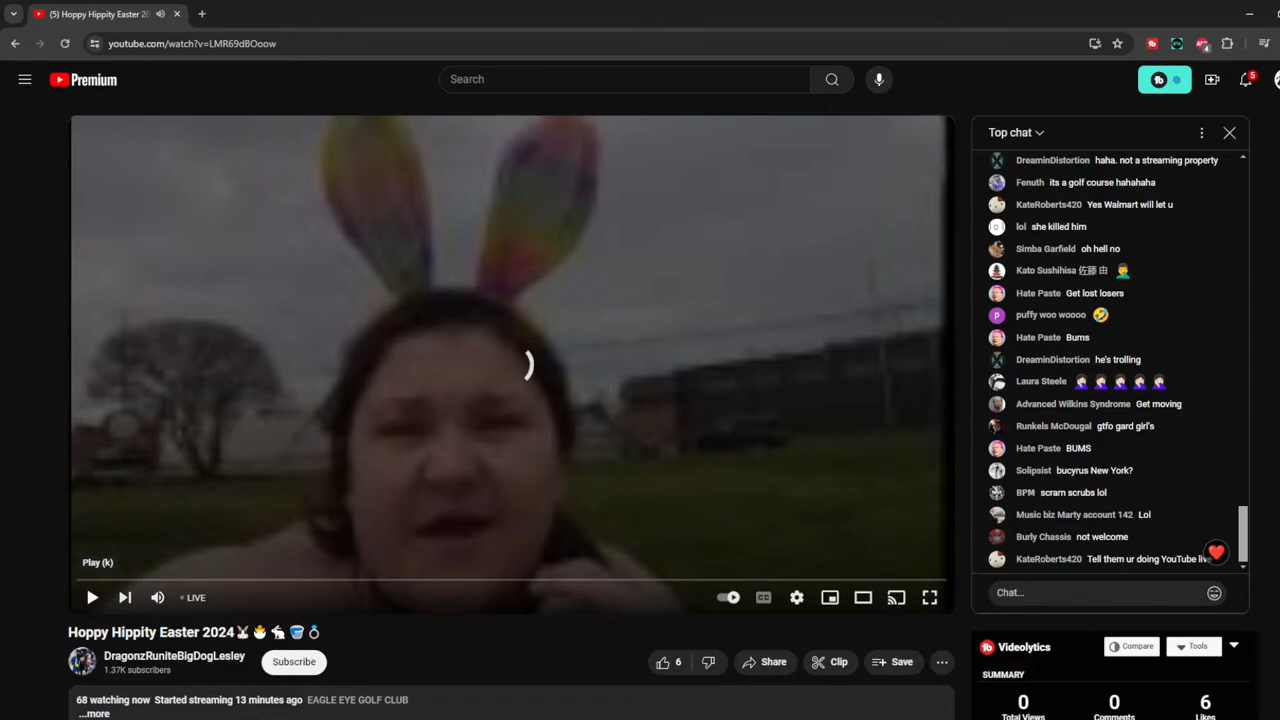 (5) Hoppy Hippity Easter 20
youtube.com/watch?v=LMR69dBOoow
4
Premium
Search
5
Top chat
DreaminDistortion haha. not a streaming property
Fenuth its a golf course hahahaha
KateRoberts420 Yes Walmart will let u
lol she killed him
Simba Garfield oh hell no
Kato Sushihisa 佐藤 由 🤦‍♂️
Hate Paste Get lost losers
p puffy woo woooo 🤣
Hate Paste Bums
DreaminDistortion he's trolling
Laura Steele 🤦🏻‍♀️🤦🏻‍♀️🤦🏻‍♀️🤦🏻‍♀️🤦🏻‍♀️
Advanced Wilkins Syndrome Get moving
Runkels McDougal gtfo gard girl's
Hate Paste BUMS
Solipsist bucyrus New York?
BPM scram scrubs lol
Music biz Marty account 142 Lol
Burly Chassis not welcome
KateRoberts420 Tell them ur doing YouTube liv
Chat...
Play (k)
LIVE
Hoppy Hippity Easter 2024🐰🐣🐇🪣💍
DragonzRuniteBigDogLesley
1.37K subscribers
Subscribe
6
Share
Clip
Save
68 watching now Started streaming 13 minutes ago EAGLE EYE GOLF CLUB
...more
Videolytics
Compare
Tools
SUMMARY
0 0 6
Total Views Comments Likes